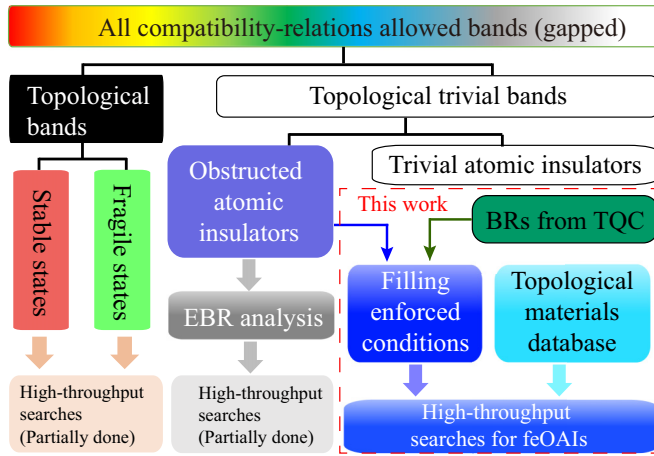 All compatibility-relations allowed bands (gapped)
Topological
bands
Topological trivial bands
Obstructed
atomic
insulators
Trivial atomic insulators
Stable states
Fragile states
This work
BRs from TQC
EBR analysis
Filling
enforced
conditions
Topological
materials
database
High-throughput
searches
(Partially done)
High-throughput
searches
(Partially done)
High-throughput
searches for feOAIs